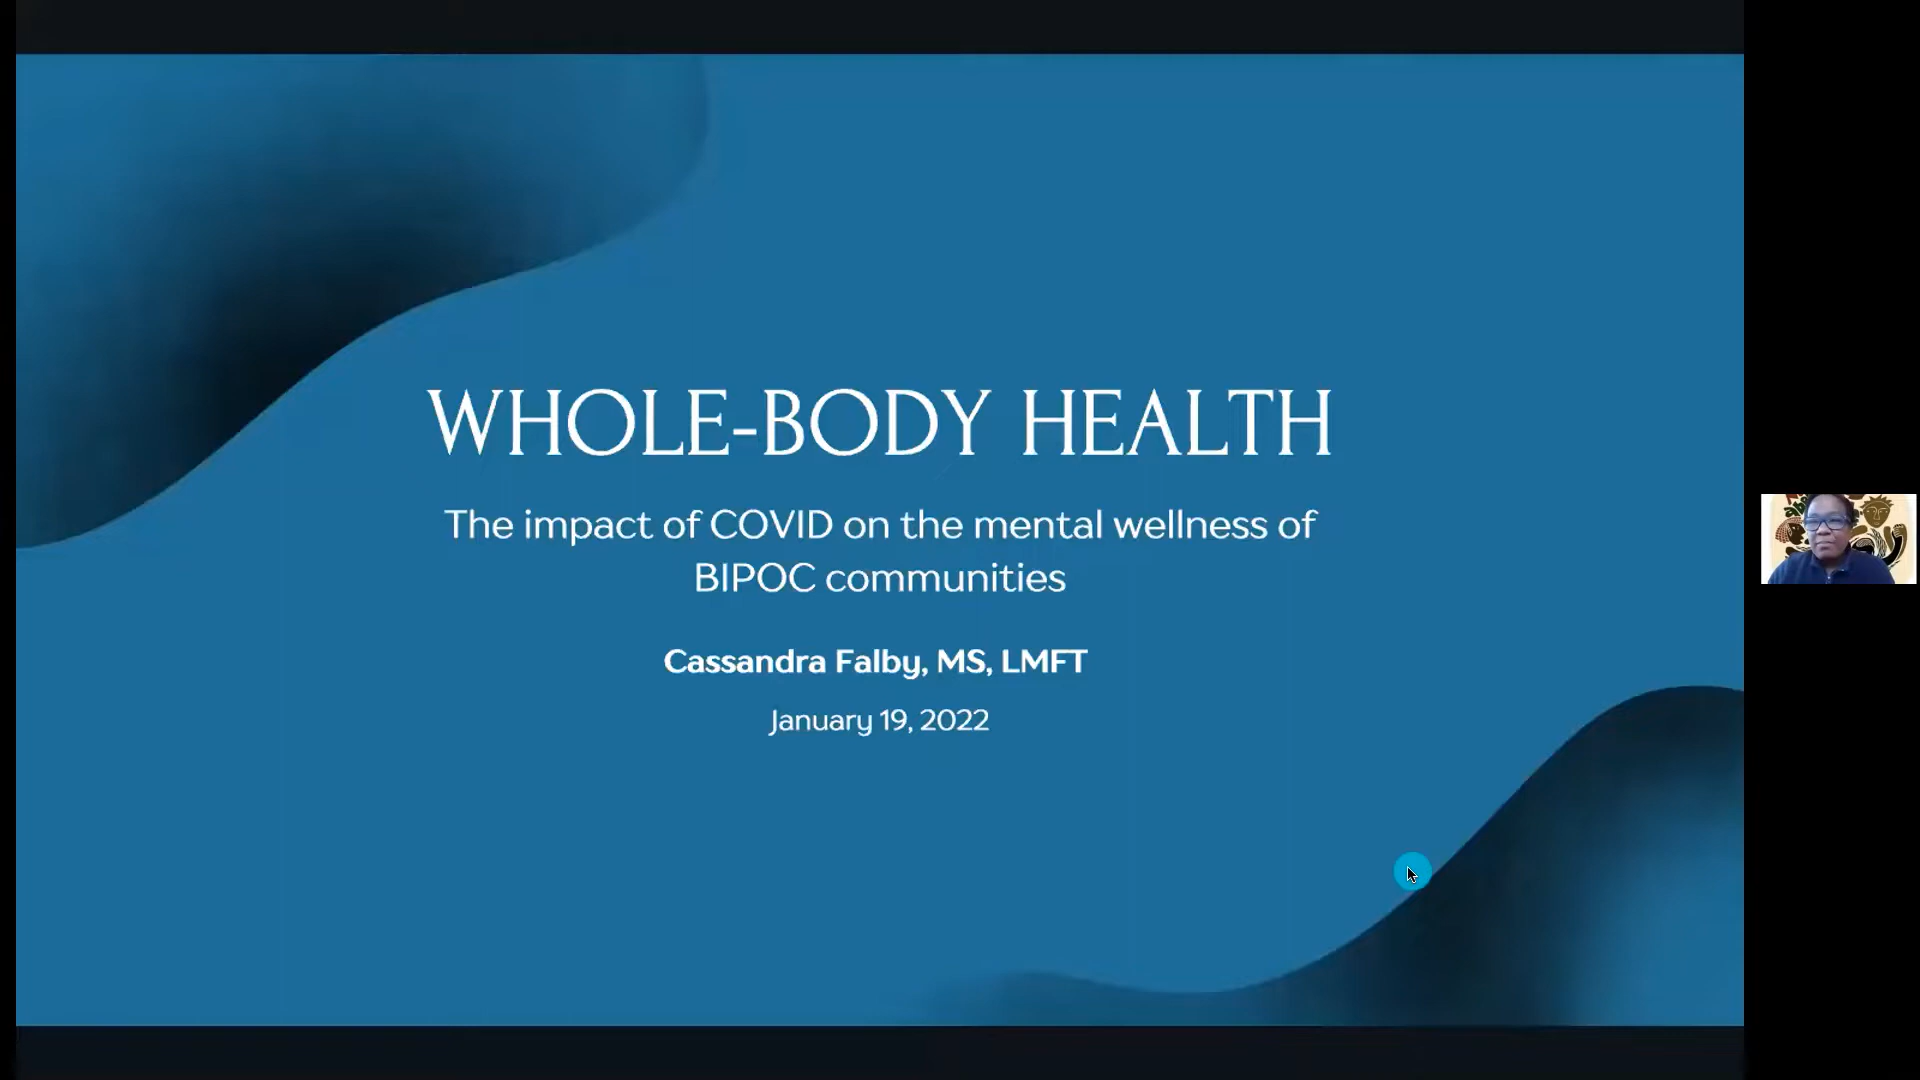 WHOLE-BODY HEALTH
The impact of COVID on the mental wellness of
BIPOC communities
Cassandra Falby, MS, LMFT
January 19, 2022